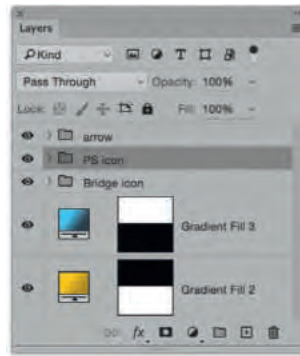 Layers
Kind
Pass Through Opacity: 100%
Lock: Fill: 100%
arrow
PS icon
Bridge icon
Gradient Fill 3
Gradient Fill 2
fx